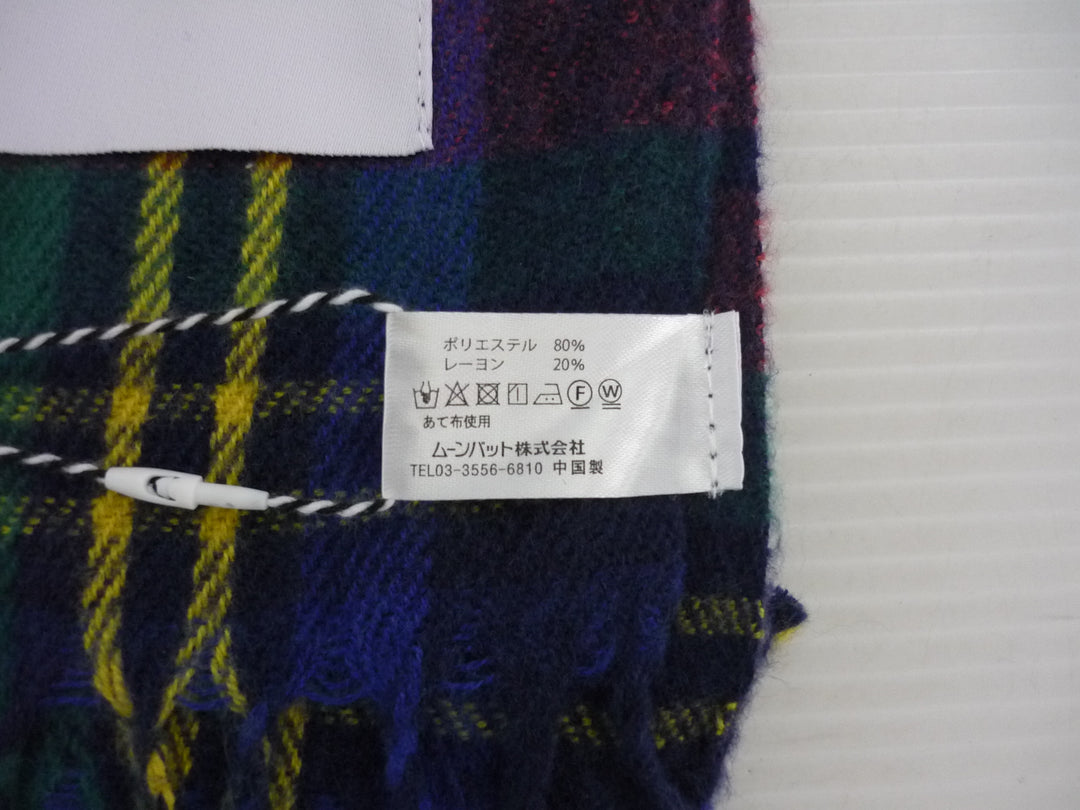 ポリエステル 80%
レーヨン 20%
F W
あて布使用
ムーンバット株式会社
TEL03-3556-6810 中国製